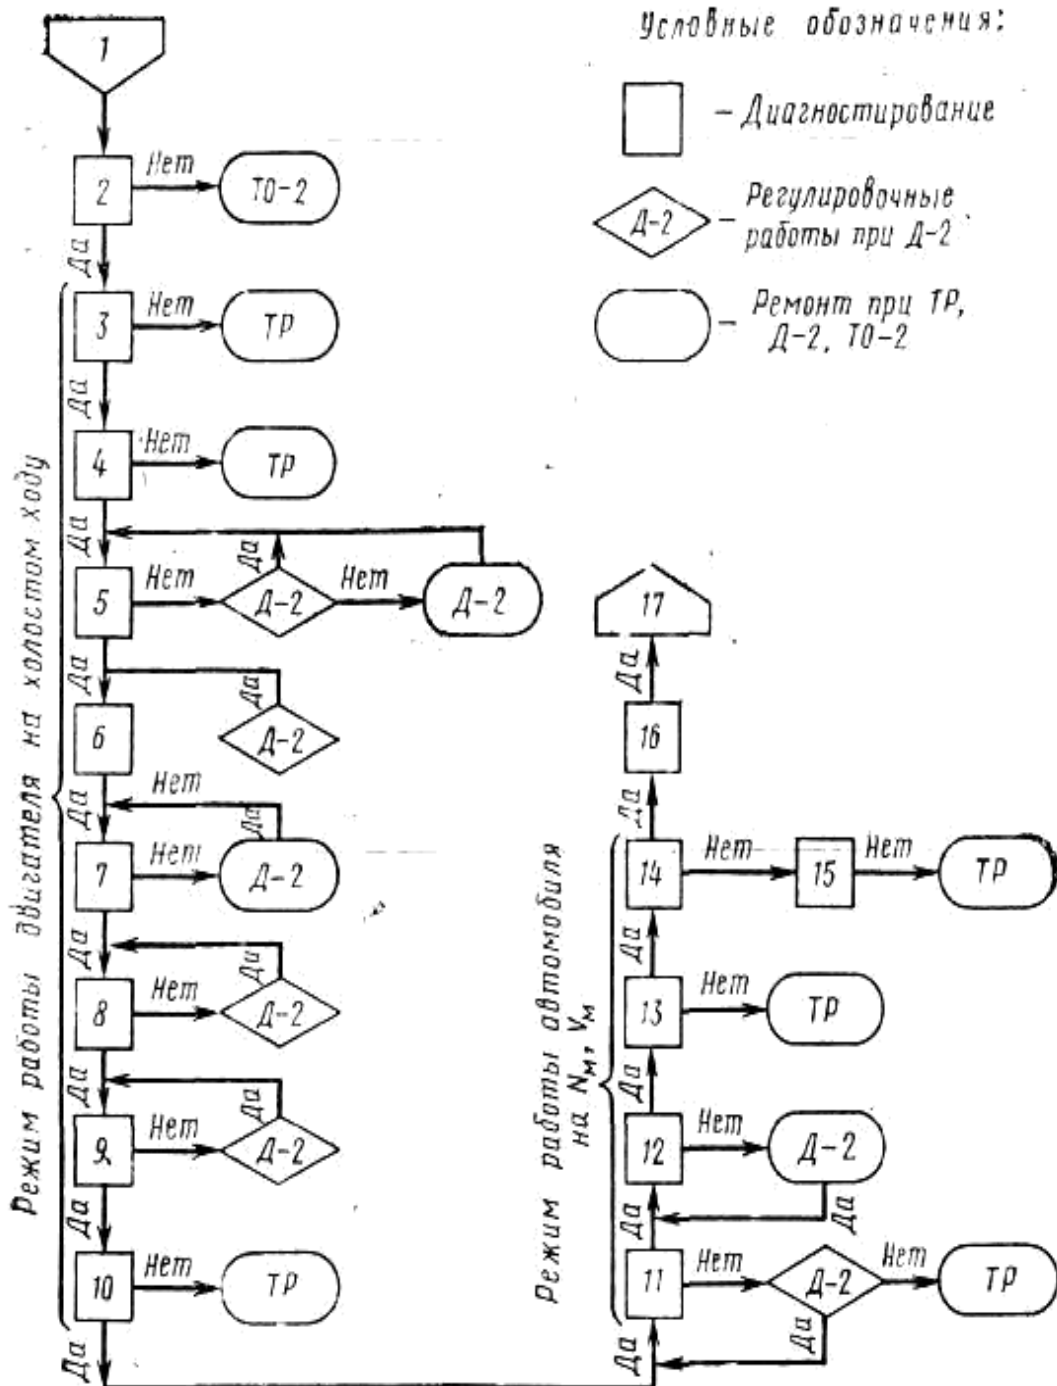 Условные обозначения:
– Диагностирование
Д-2
– Регулировочные
работы при Д-2
– Ремонт при ТР,
Д-2, ТО-2
1
2
Нет
ТО-2
Да
Режим работы двигателя на холостом ходу
3
Нет
ТР
Да
4
Нет
ТР
Да
5
Нет
Д-2
Да
Нет
Д-2
Да
6
Да
Д-2
Да
Нет
7
Нет
Да
Д-2
Да
8
Нет
Да
Д-2
Да
9
Нет
Да
Д-2
Да
10
Нет
ТР
Да
Режим работы автомобиля
на Nм, Vм
Да
11
Нет
Д-2
Да
Нет
ТР
Да
12
Нет
Д-2
Да
Да
13
Нет
ТР
Да
14
Нет
15
Нет
ТР
Да
16
Да
17